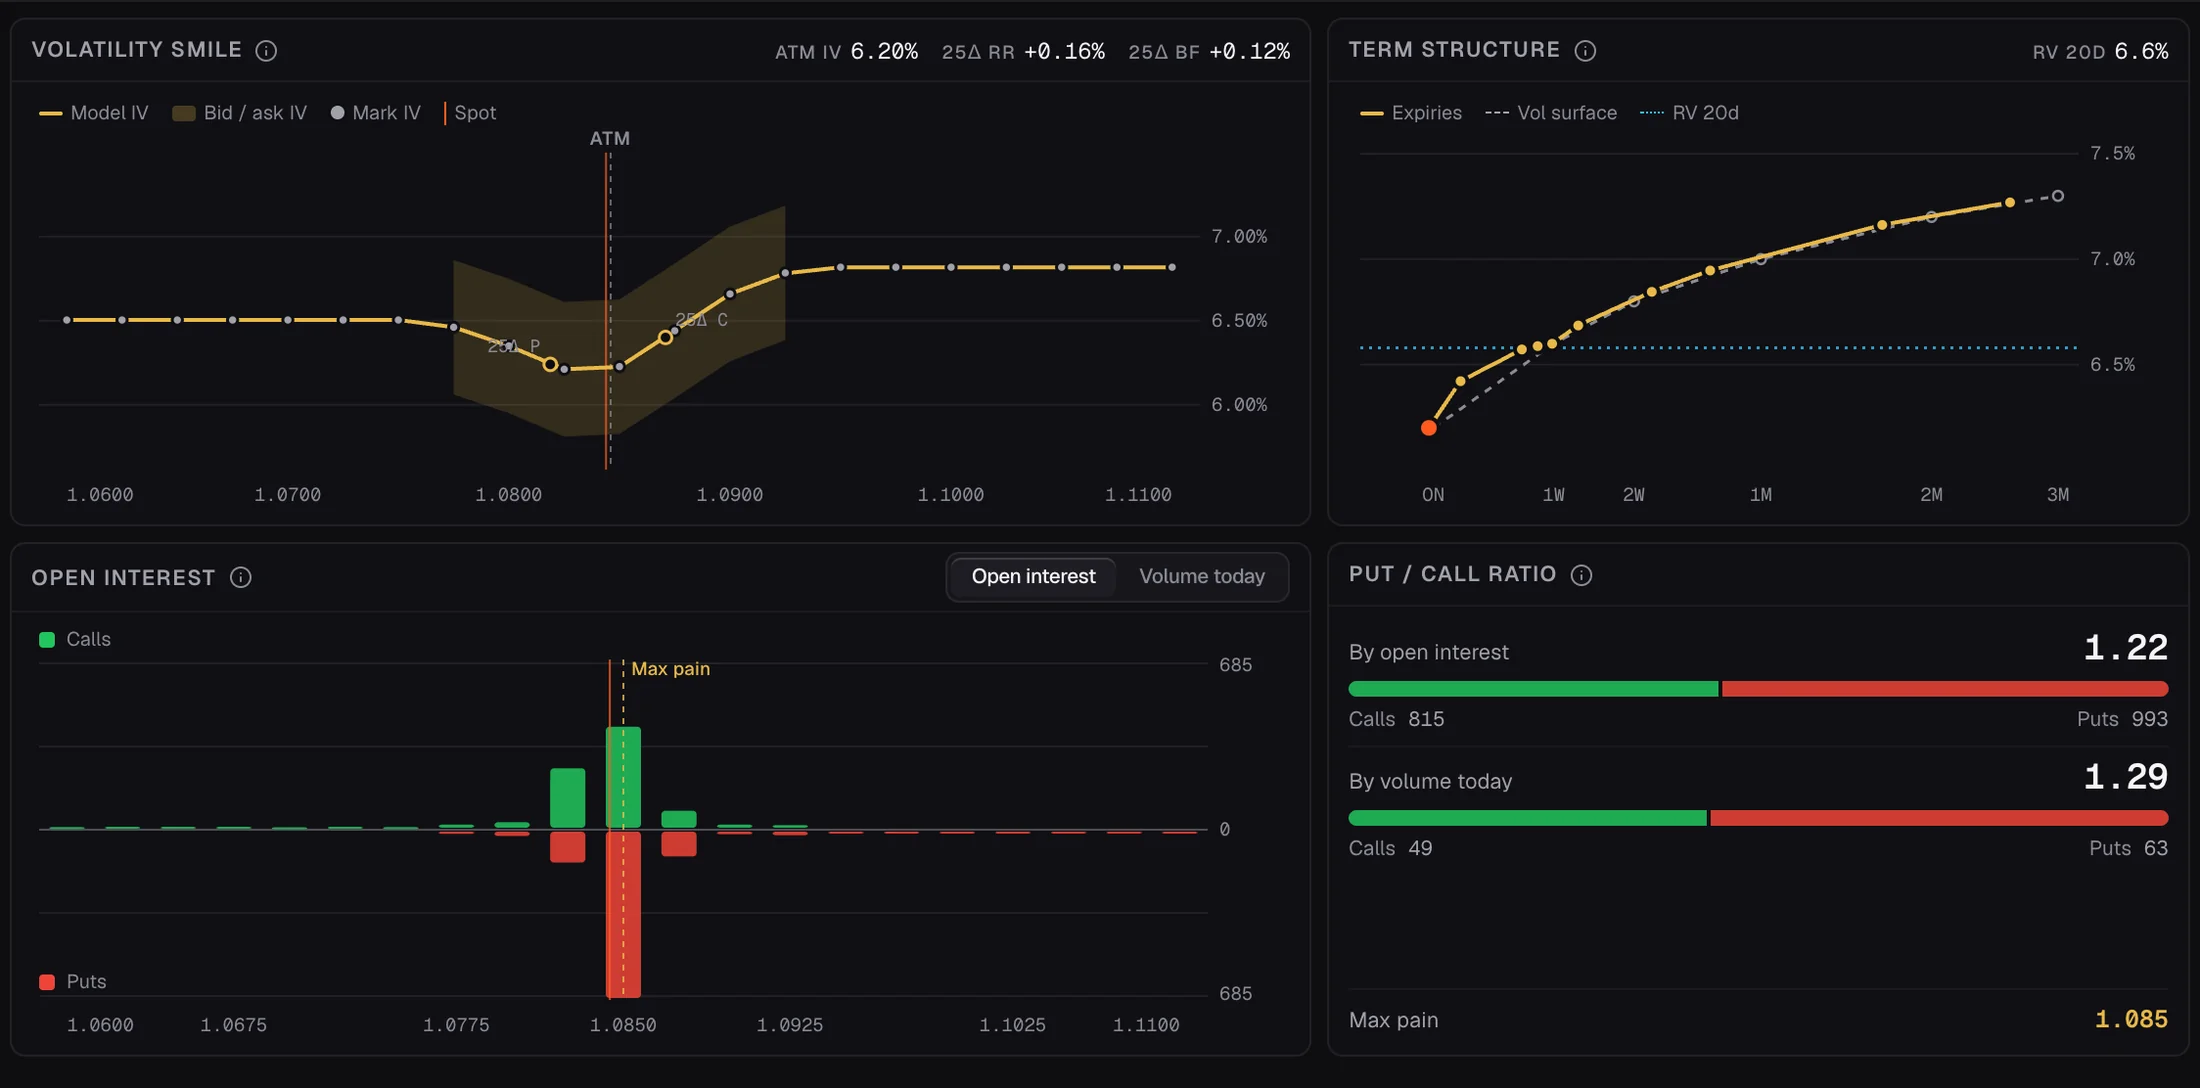 VOLATILITY SMILE
ATM IV 6.20% 25Δ RR +0.16% 25Δ BF +0.12%
Model IV Bid / ask IV Mark IV Spot
ATM
7.00%
6.50%
6.00%
25Δ P
25Δ C
1.0600 1.0700 1.0800 1.0900 1.1000 1.1100
TERM STRUCTURE
RV 20D 6.6%
Expiries Vol surface RV 20d
7.5%
7.0%
6.5%
ON 1W 2W 1M 2M 3M
OPEN INTEREST
Open interest Volume today
Calls
Max pain
685
0
685
Puts
1.0600 1.0675 1.0775 1.0850 1.0925 1.1025 1.1100
PUT / CALL RATIO
By open interest 1.22
Calls 815 Puts 993
By volume today 1.29
Calls 49 Puts 63
Max pain 1.085